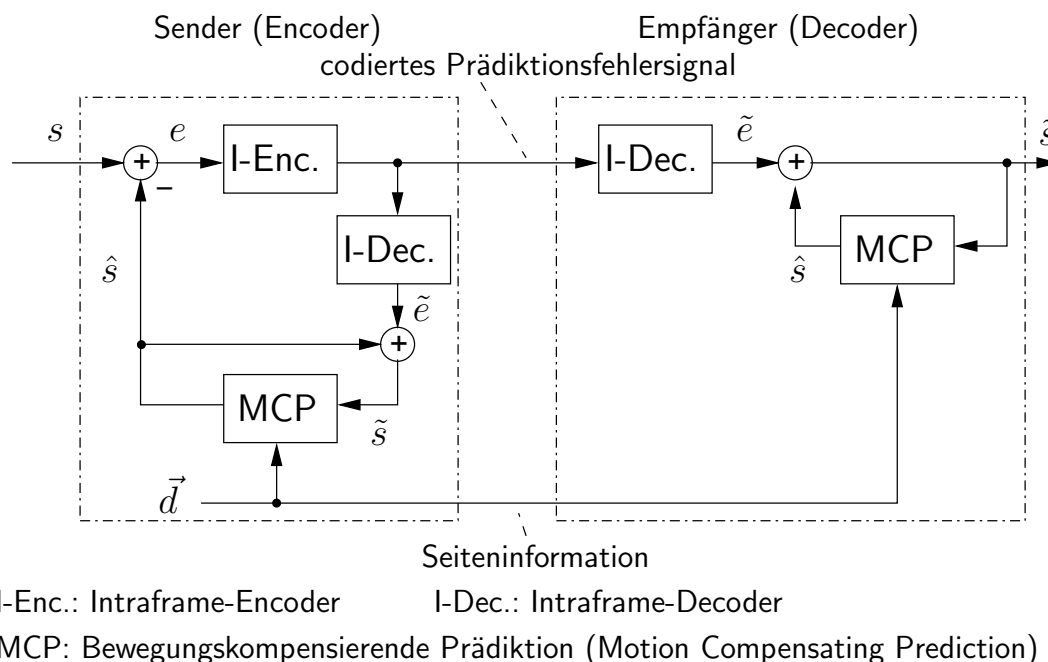 Sender (Encoder)
Empfänger (Decoder)
codiertes Prädiktionsfehlersignal
s
e
I-Enc.
I-Dec.
ẽ
s̃
+
−
+
I-Dec.
MCP
ŝ
ŝ
ẽ
+
MCP
s̃
d⃗
Seiteninformation
I-Enc.: Intraframe-Encoder I-Dec.: Intraframe-Decoder
MCP: Bewegungskompensierende Prädiktion (Motion Compensating Prediction)